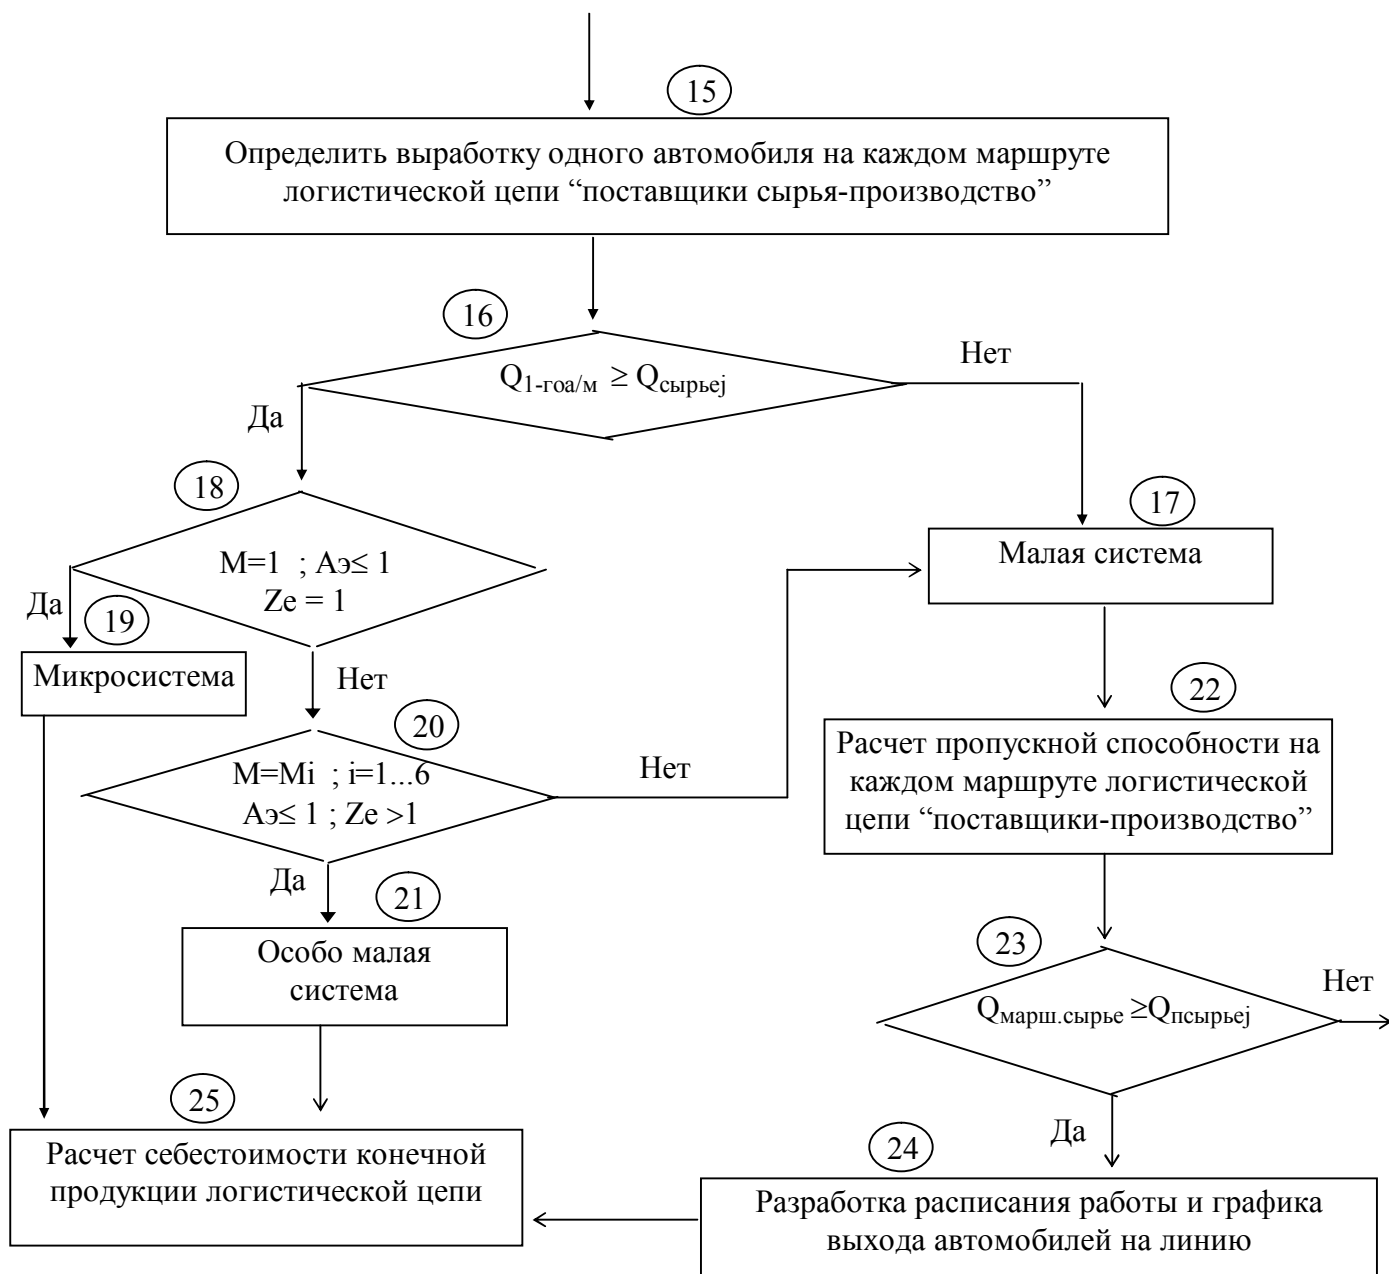 15
Определить выработку одного автомобиля на каждом маршруте
логистической цепи “поставщики сырья-производство”
16
Q1-гоа/м ≥ Qсырьеj
Нет
Да
18
17
М=1 ; Аэ≤ 1
Ze = 1
Малая система
Да
19
Микросистема
Нет
20
22
М=Мi ; i=1...6
Аэ≤ 1 ; Ze >1
Нет
Расчет пропускной способности на
каждом маршруте логистической
цепи “поставщики-производство”
Да
21
Особо малая
система
23
Qмарш.сырье ≥Qпсырьеj
Нет
25
Да
24
Расчет себестоимости конечной
продукции логистической цепи
Разработка расписания работы и графика
выхода автомобилей на линию